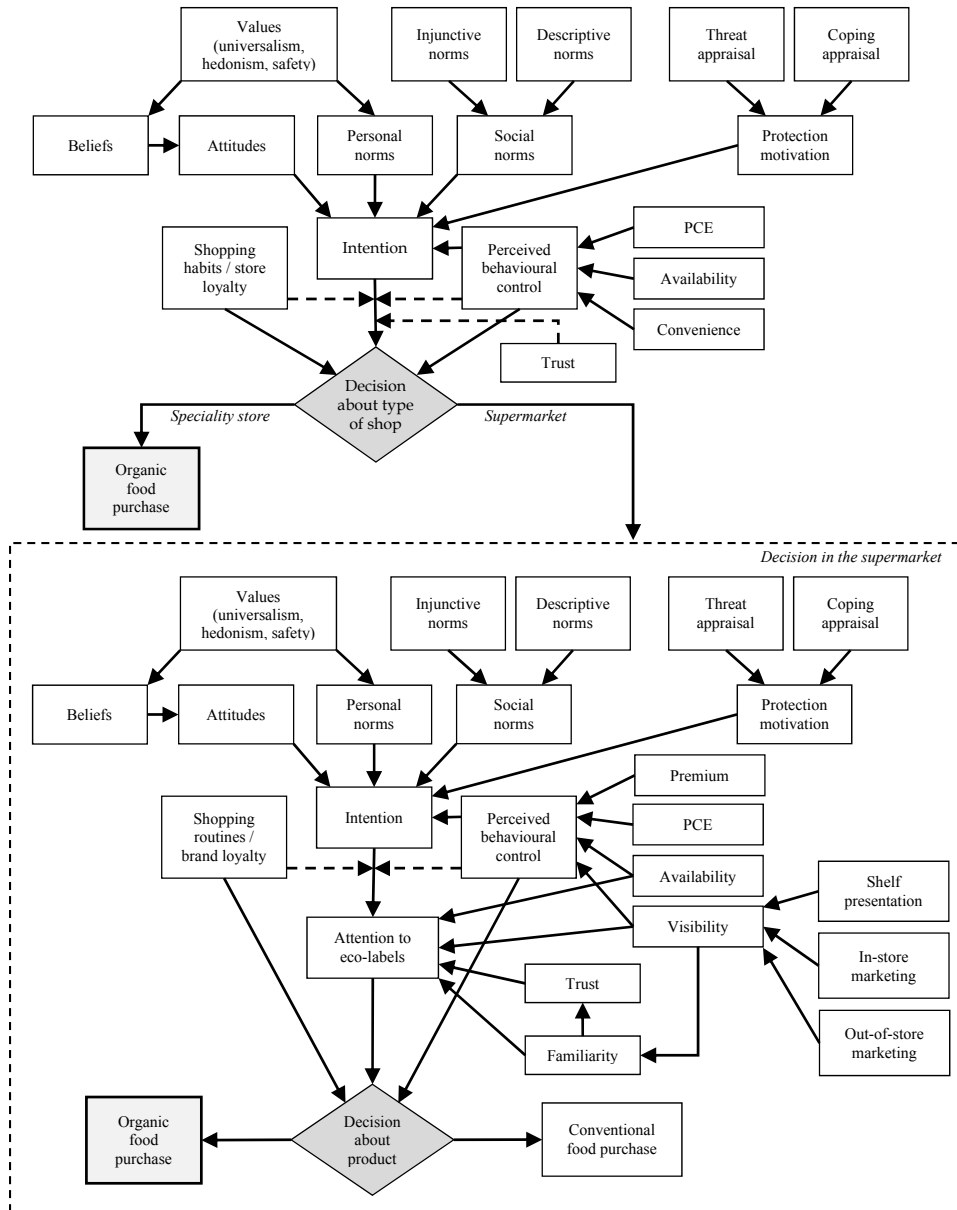 Values
(universalism,
hedonism, safety)
Injunctive
norms
Descriptive
norms
Threat
appraisal
Coping
appraisal
Beliefs
Attitudes
Personal
norms
Social
norms
Protection
motivation
Shopping
habits / store
loyalty
Intention
Perceived
behavioural
control
PCE
Availability
Convenience
Trust
Decision
about type
of shop
Speciality store
Supermarket
Organic
food
purchase
Decision in the supermarket
Values
(universalism,
hedonism, safety)
Injunctive
norms
Descriptive
norms
Threat
appraisal
Coping
appraisal
Beliefs
Attitudes
Personal
norms
Social
norms
Protection
motivation
Shopping
routines /
brand loyalty
Intention
Perceived
behavioural
control
Premium
PCE
Availability
Visibility
Shelf
presentation
In-store
marketing
Out-of-store
marketing
Attention to
eco-labels
Trust
Familiarity
Organic
food
purchase
Decision
about
product
Conventional
food purchase